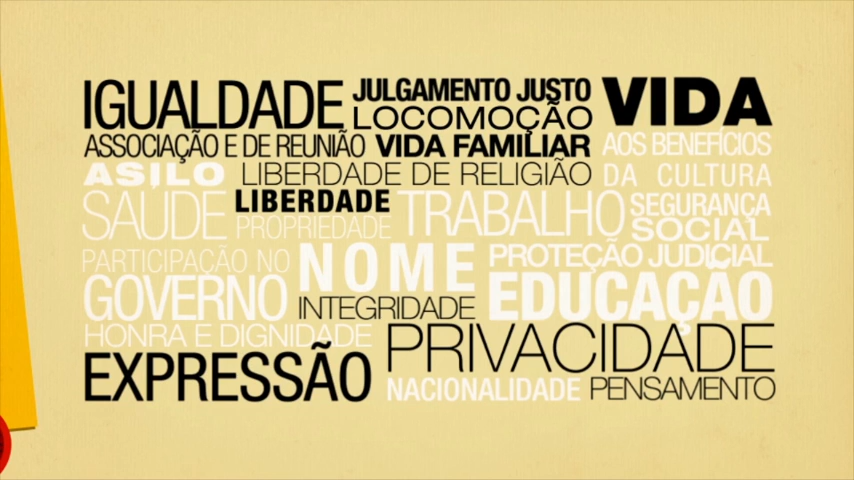 IGUALDADE
JULGAMENTO JUSTO
LOCOMOÇÃO
VIDA
ASSOCIAÇÃO E DE REUNIÃO
VIDA FAMILIAR
AOS BENEFÍCIOS
DA CULTURA
ASILO
LIBERDADE DE RELIGIÃO
SAÚDE
LIBERDADE
PROPRIEDADE
TRABALHO
SEGURANÇA
SOCIAL
PARTICIPAÇÃO NO
GOVERNO
NOME
INTEGRIDADE
PROTEÇÃO JUDICIAL
EDUCAÇÃO
HONRA E DIGNIDADE
EXPRESSÃO
PRIVACIDADE
NACIONALIDADE
PENSAMENTO